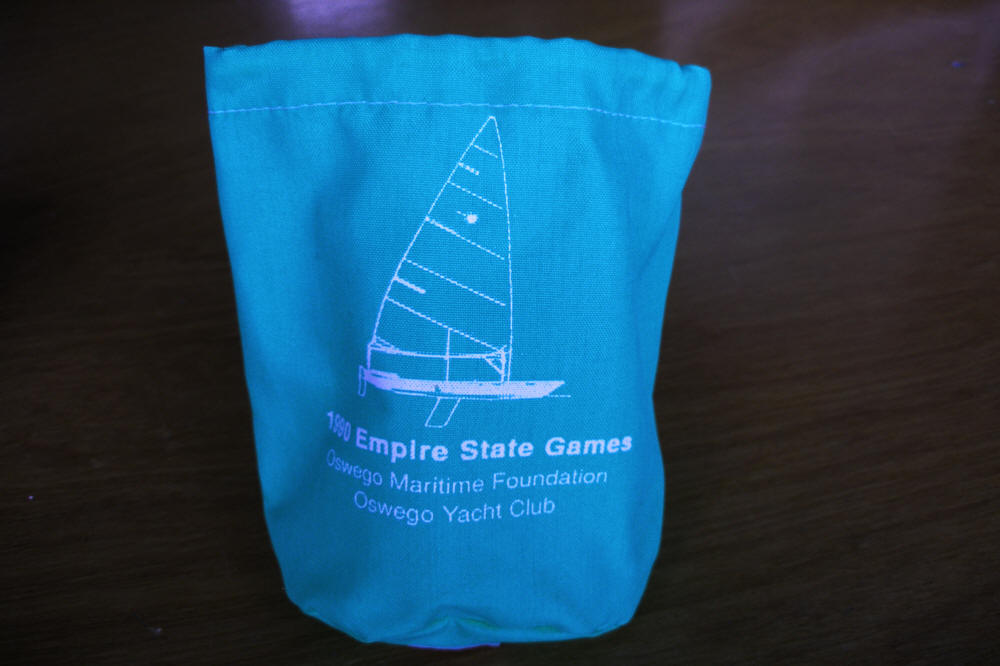 1990 Empire State Games
Oswego Maritime Foundation
Oswego Yacht Club